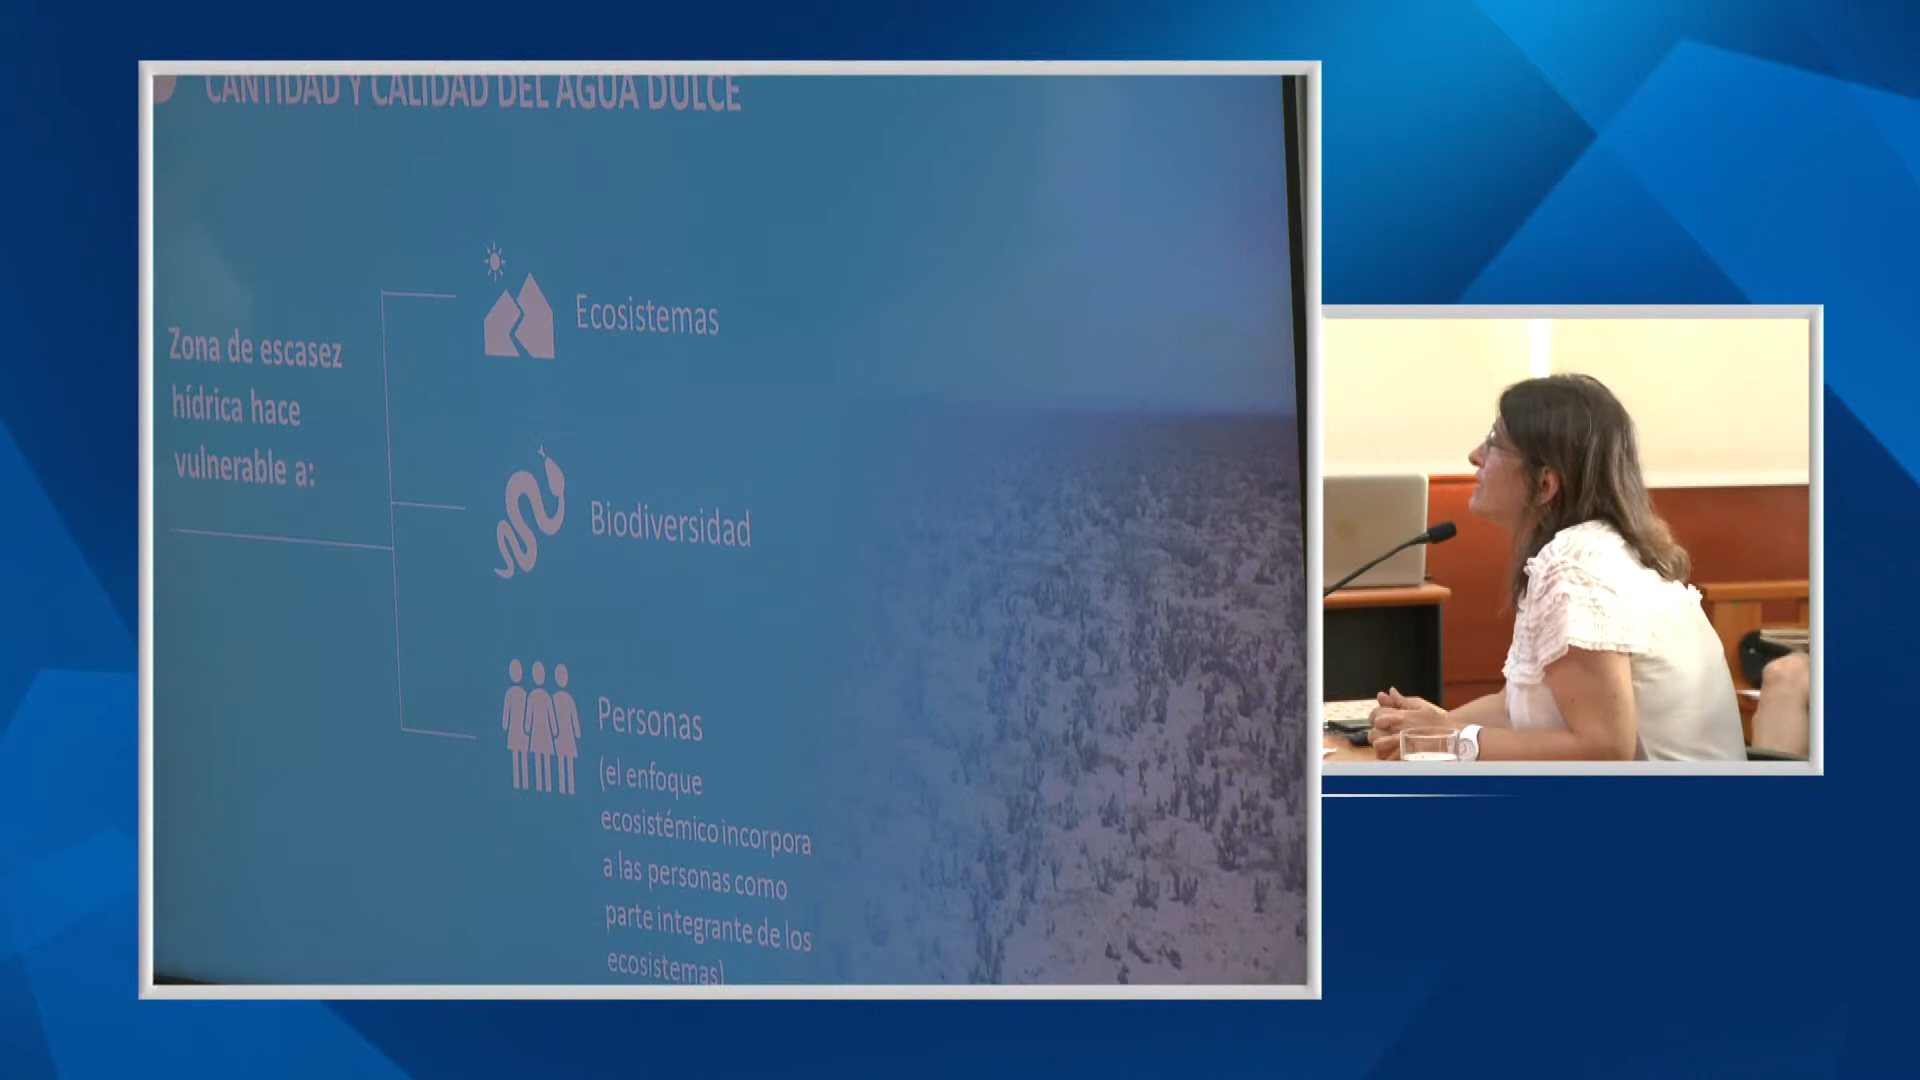 CANTIDAD Y CALIDAD DEL AGUA DULCE
Zona de escasez
hídrica hace
vulnerable a:
Ecosistemas
Biodiversidad
Personas
(el enfoque
ecosistémico incorpora
a las personas como
parte integrante de los
ecosistemas)